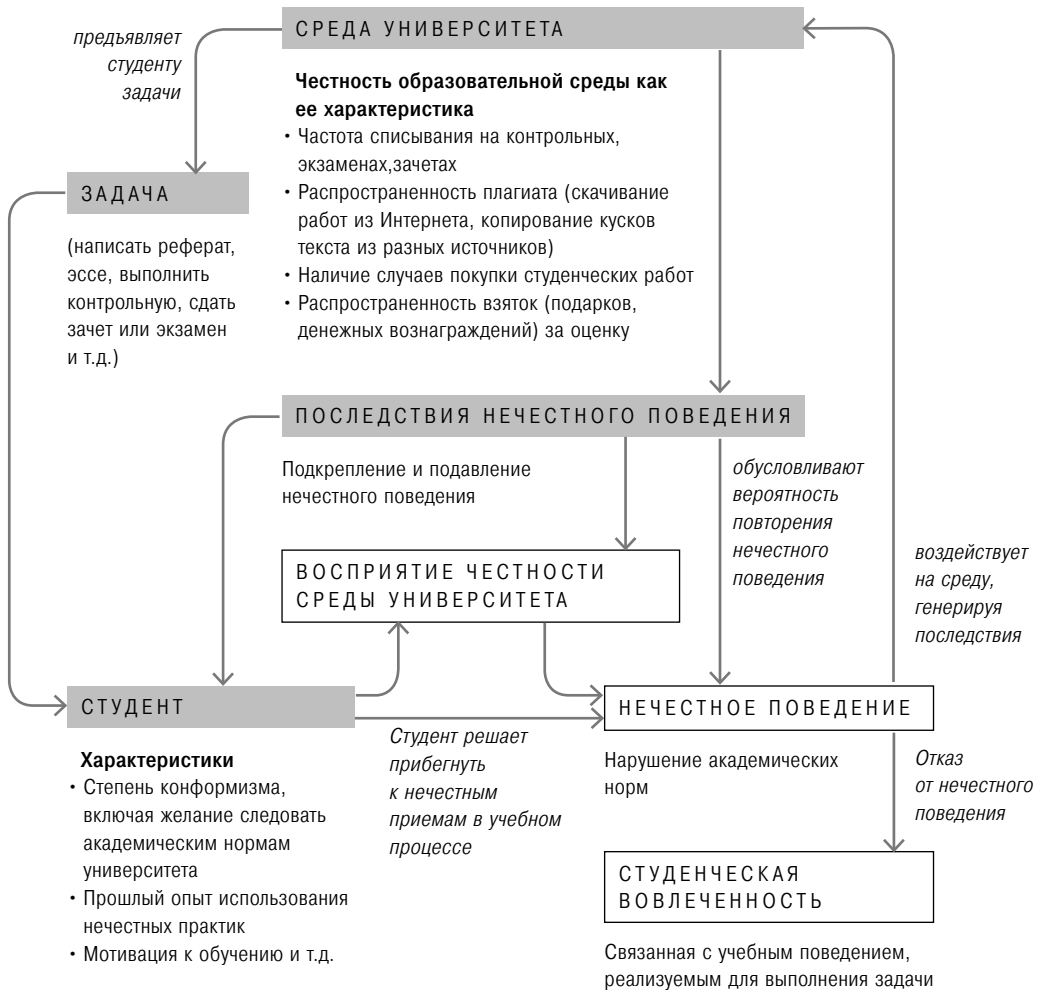 СРЕДА УНИВЕРСИТЕТА
предъявляет
студенту
задачи
Честность образовательной среды как
ее характеристика
• Частота списывания на контрольных,
экзаменах,зачетах
• Распространенность плагиата (скачивание
работ из Интернета, копирование кусков
текста из разных источников)
• Наличие случаев покупки студенческих работ
• Распространенность взяток (подарков,
денежных вознаграждений) за оценку
ЗАДАЧА
(написать реферат,
эссе, выполнить
контрольную, сдать
зачет или экзамен
и т.д.)
ПОСЛЕДСТВИЯ НЕЧЕСТНОГО ПОВЕДЕНИЯ
Подкрепление и подавление
нечестного поведения
обусловливают
вероятность
повторения
нечестного
поведения
воздействует
на среду,
генерируя
последствия
ВОСПРИЯТИЕ ЧЕСТНОСТИ
СРЕДЫ УНИВЕРСИТЕТА
СТУДЕНТ
Характеристики
• Степень конформизма,
включая желание следовать
академическим нормам
университета
• Прошлый опыт использования
нечестных практик
• Мотивация к обучению и т.д.
Студент решает
прибегнуть
к нечестным
приемам в учебном
процессе
НЕЧЕСТНОЕ ПОВЕДЕНИЕ
Нарушение академических
норм
Отказ
от нечестного
поведения
СТУДЕНЧЕСКАЯ
ВОВЛЕЧЕННОСТЬ
Связанная с учебным поведением,
реализуемым для выполнения задачи